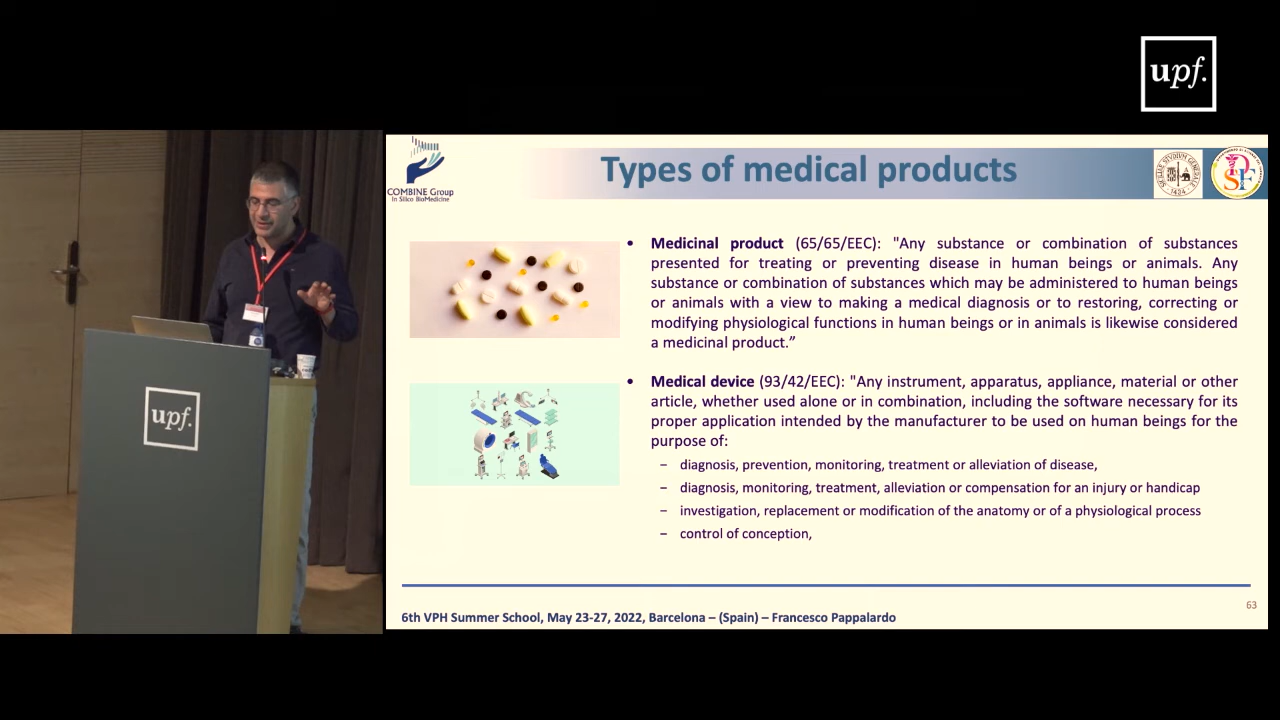 upf.
COMBINE Group
In Silico BioMedicine
Types of medical products
• Medicinal product (65/65/EEC): "Any substance or combination of substances
presented for treating or preventing disease in human beings or animals. Any
substance or combination of substances which may be administered to human beings
or animals with a view to making a medical diagnosis or to restoring, correcting or
modifying physiological functions in human beings or in animals is likewise considered
a medicinal product.”
• Medical device (93/42/EEC): "Any instrument, apparatus, appliance, material or other
article, whether used alone or in combination, including the software necessary for its
proper application intended by the manufacturer to be used on human beings for the
purpose of:
– diagnosis, prevention, monitoring, treatment or alleviation of disease,
– diagnosis, monitoring, treatment, alleviation or compensation for an injury or handicap
– investigation, replacement or modification of the anatomy or of a physiological process
– control of conception,
upf.
63
6th VPH Summer School, May 23-27, 2022, Barcelona – (Spain) – Francesco Pappalardo